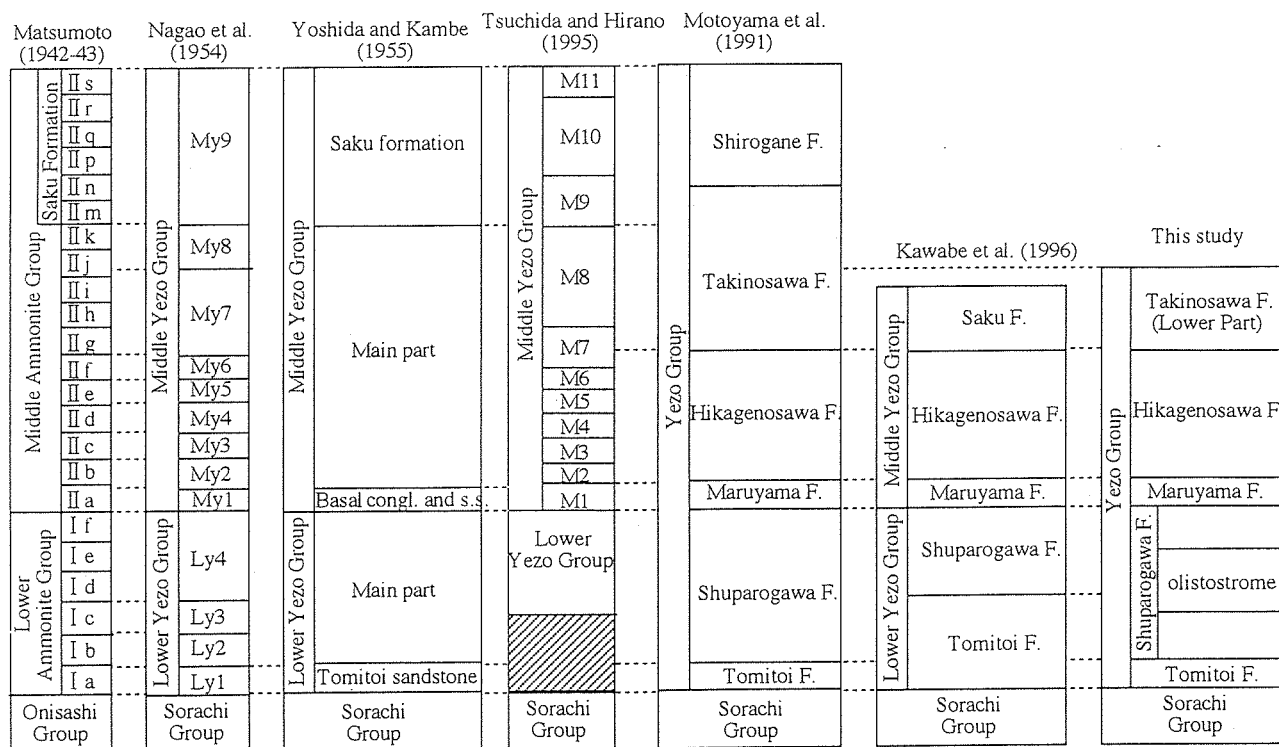 Matsumoto
(1942-43)
Saku Formation
Middle Ammonite Group
Ⅱs
Ⅱr
Ⅱq
Ⅱp
Ⅱn
Ⅱm
Ⅱk
Ⅱj
Ⅱi
Ⅱh
Ⅱg
Ⅱf
Ⅱe
Ⅱd
Ⅱc
Ⅱb
Ⅱa
Lower
Ammonite Group
Ⅰf
Ⅰe
Ⅰd
Ⅰc
Ⅰb
Ⅰa
Onisashi
Group
Nagao et al.
(1954)
Middle Yezo Group
My9
My8
My7
My6
My5
My4
My3
My2
My1
Lower Yezo Group
Ly4
Ly3
Ly2
Ly1
Sorachi
Group
Yoshida and Kambe
(1955)
Middle Yezo Group
Saku formation
Main part
Basal congl. and s.s.
Lower Yezo Group
Main part
Tomitoi sandstone
Sorachi
Group
Tsuchida and Hirano
(1995)
Middle Yezo Group
M11
M10
M9
M8
M7
M6
M5
M4
M3
M2
M1
Lower
Yezo Group
Sorachi
Group
Motoyama et al.
(1991)
Yezo Group
Shirogane F.
Takinosawa F.
Hikagenosawa F.
Maruyama F.
Shuparogawa F.
Tomitoi F.
Sorachi
Group
Kawabe et al. (1996)
Middle Yezo Group
Saku F.
Hikagenosawa F.
Maruyama F.
Lower Yezo Group
Shuparogawa F.
Tomitoi F.
Sorachi
Group
This study
Yezo Group
Takinosawa F.
(Lower Part)
Hikagenosawa F.
Maruyama F.
Shuparogawa F.
olistostrome
Tomitoi F.
Sorachi
Group